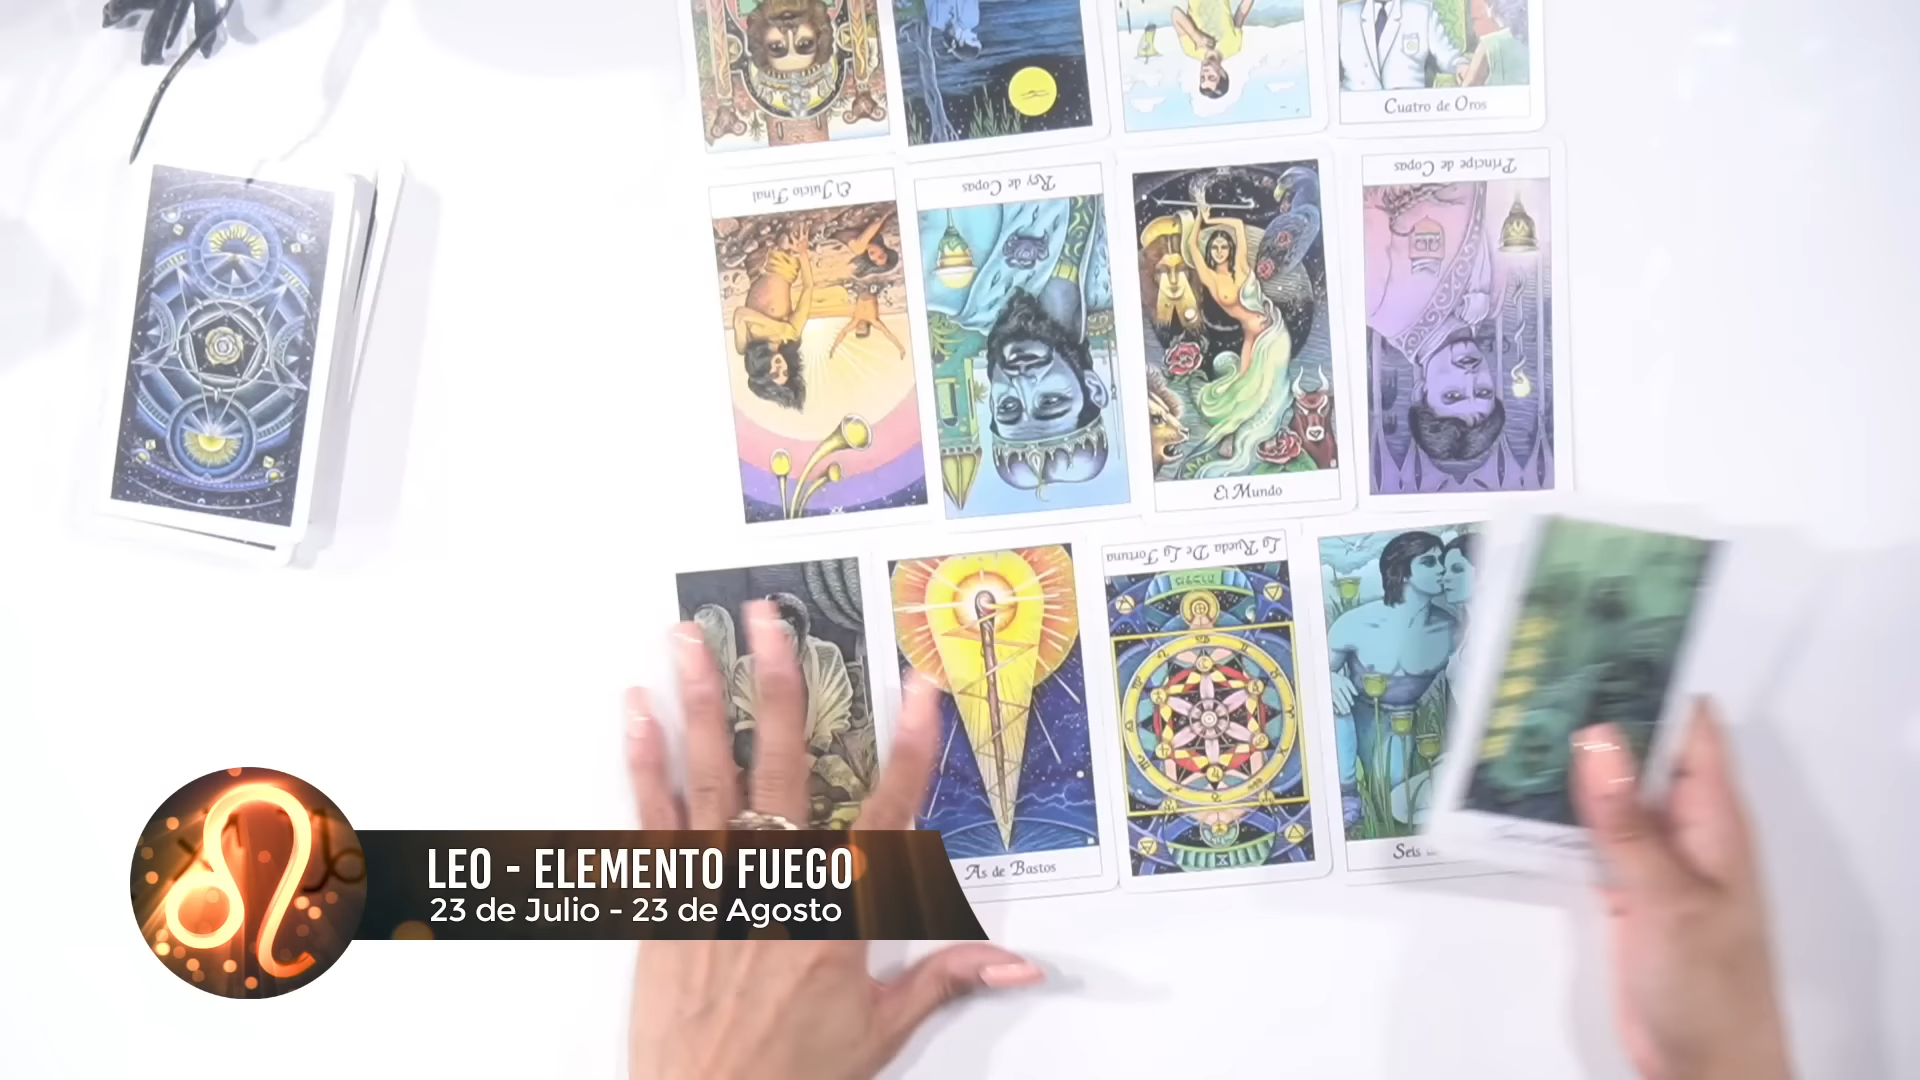 Cuatro de Oros
El Juicio Final
Rey de Copas
Príncipe de Copas
El Mundo
La Rueda De La Fortuna
As de Bastos
Seis
LEO - ELEMENTO FUEGO
23 de Julio - 23 de Agosto